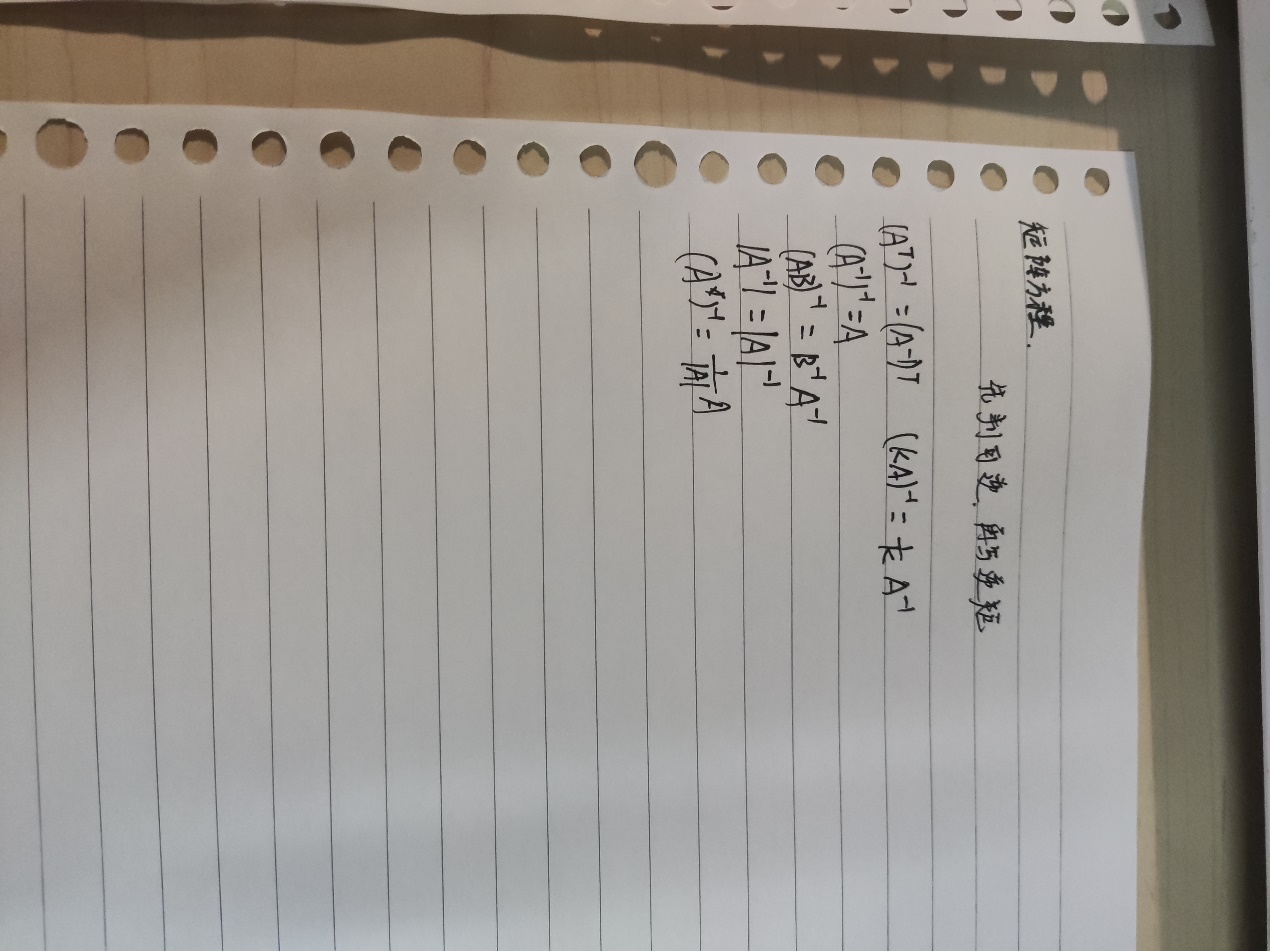 矩阵方程.
先判可逆.再写逆矩
(Aᵀ)⁻¹ = (A⁻¹)ᵀ (kA)⁻¹ = 1/k A⁻¹
(A⁻¹)⁻¹ = A
(AB)⁻¹ = B⁻¹ A⁻¹
|A⁻¹| = |A|⁻¹
(A*)⁻¹ = 1/|A| A